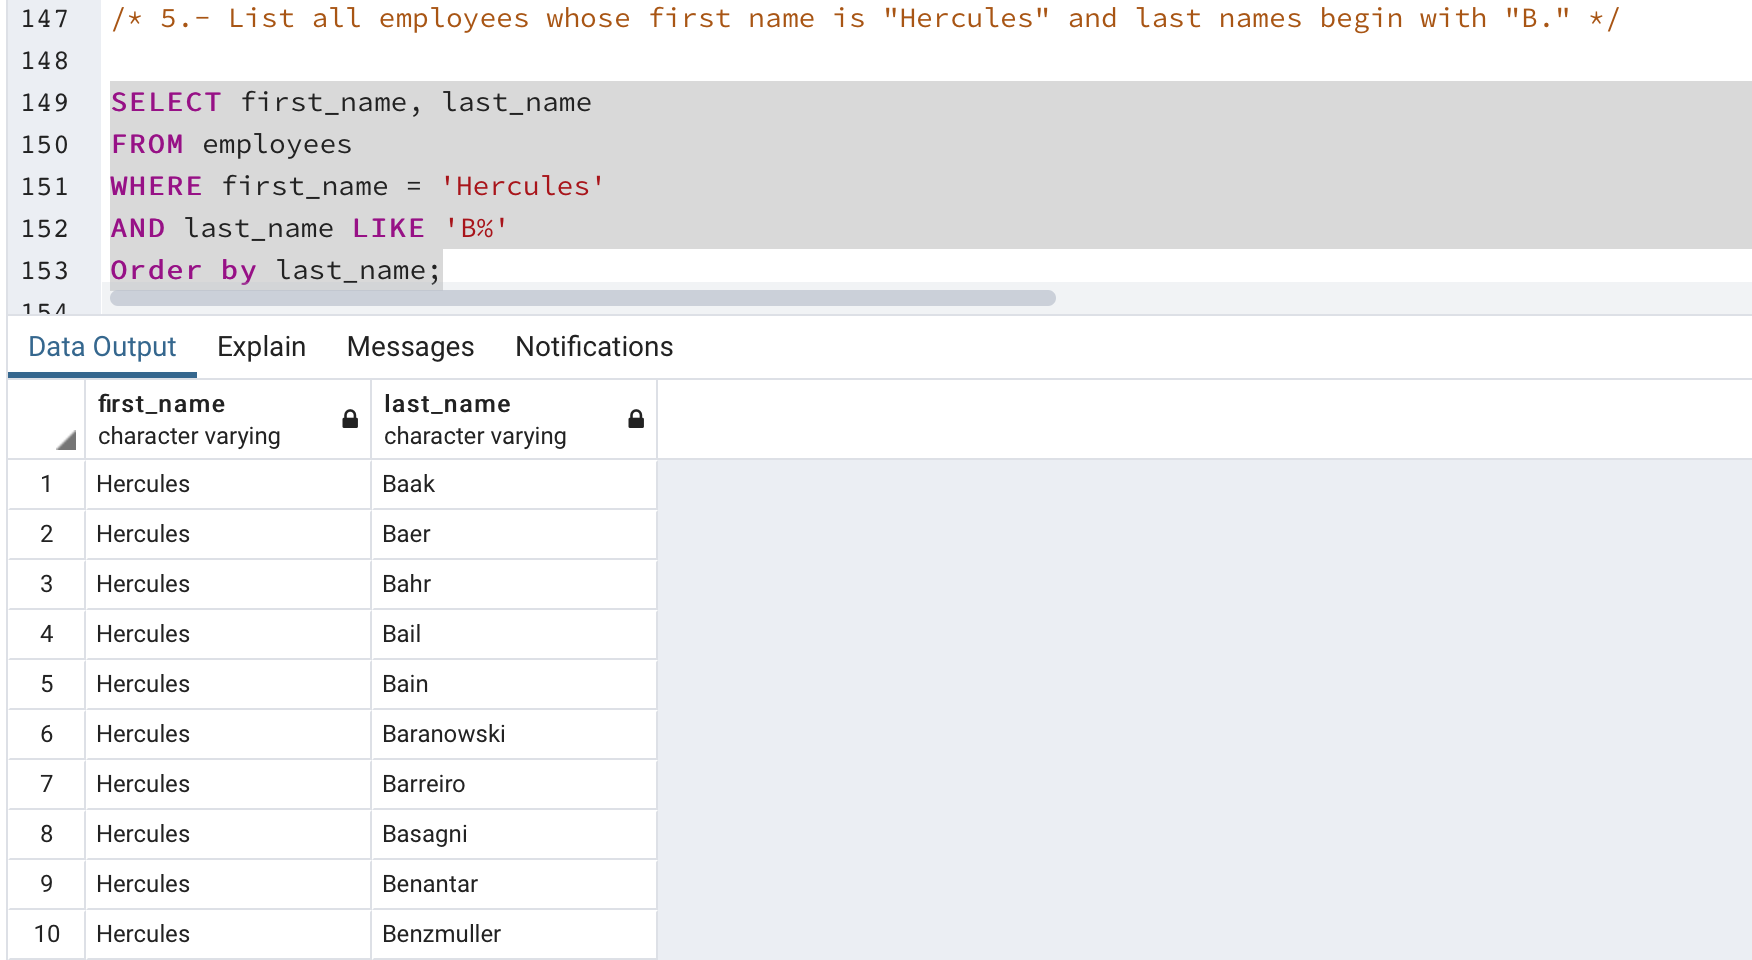 147 /* 5.- List all employees whose first name is "Hercules" and last names begin with "B." */
148
149 SELECT first_name, last_name
150 FROM employees
151 WHERE first_name = 'Hercules'
152 AND last_name LIKE 'B%'
153 Order by last_name;
154
Data Output Explain Messages Notifications
first_name last_name
character varying character varying
1 Hercules Baak
2 Hercules Baer
3 Hercules Bahr
4 Hercules Bail
5 Hercules Bain
6 Hercules Baranowski
7 Hercules Barreiro
8 Hercules Basagni
9 Hercules Benantar
10 Hercules Benzmuller